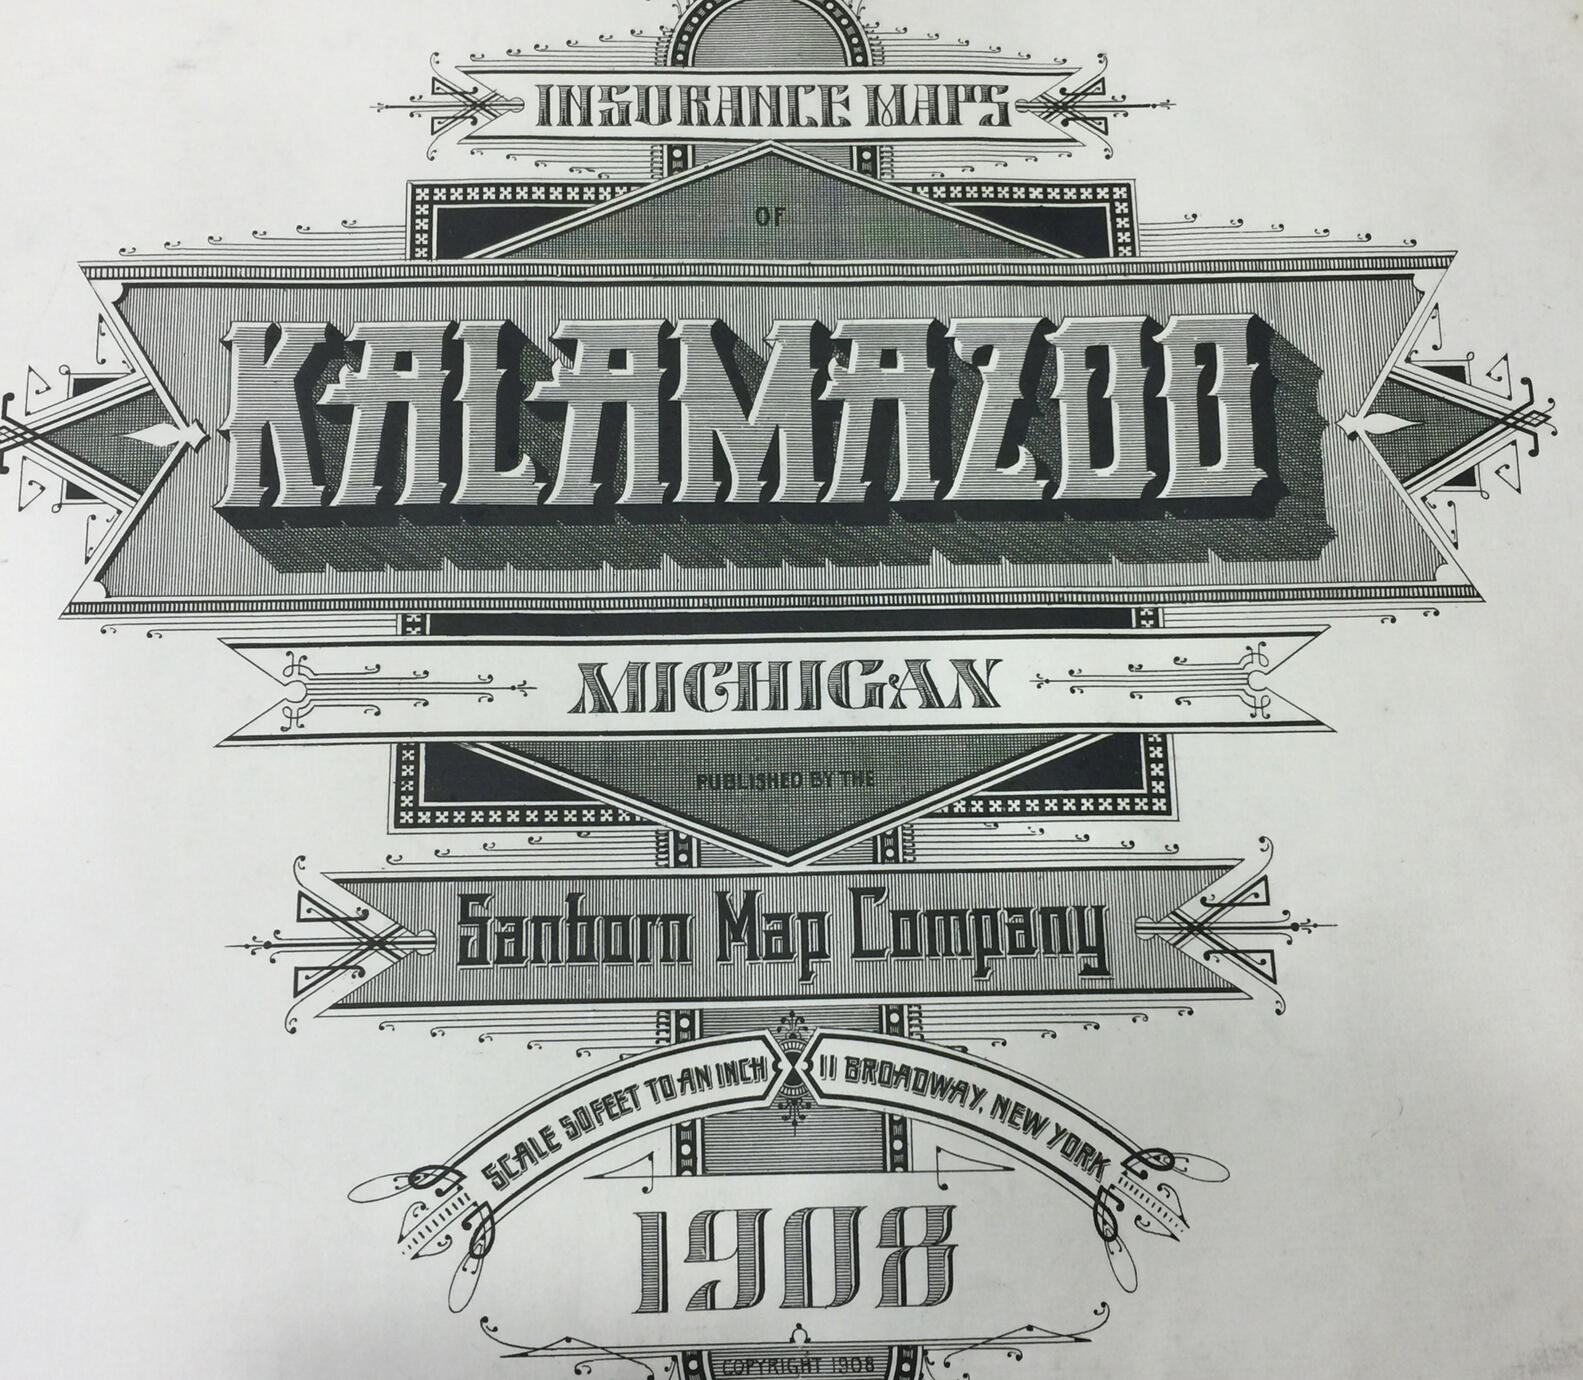 INSURANCE MAPS
OF
KALAMAZOO
MICHIGAN
PUBLISHED BY THE
Sanborn Map Company
SCALE 50 FEET TO AN INCH
11 BROADWAY, NEW YORK
1908
COPYRIGHT 1908